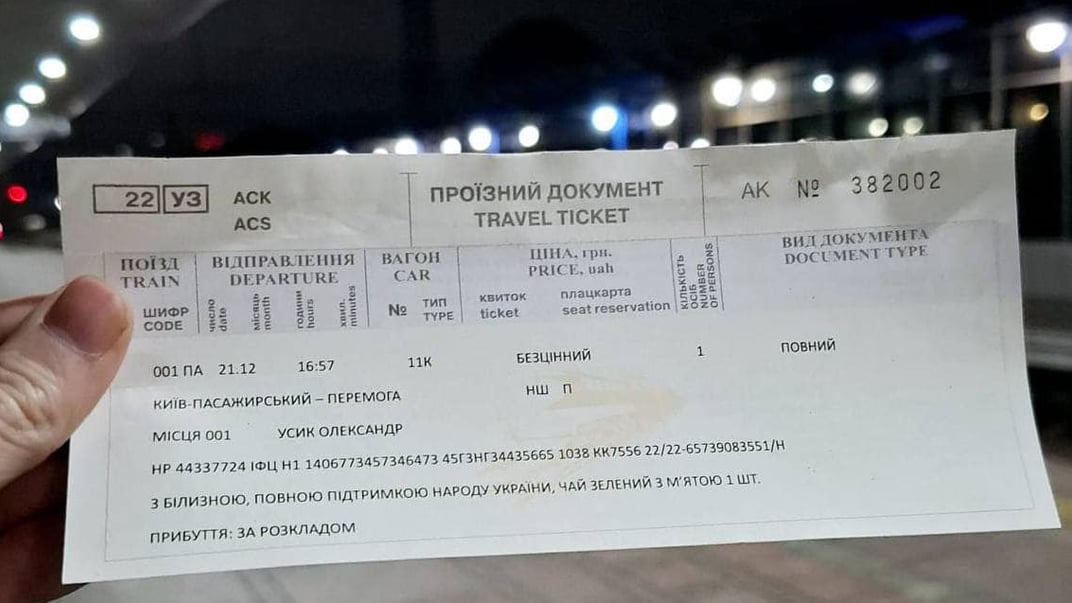 22 УЗ АСК ACS
ПРОЇЗНИЙ ДОКУМЕНТ
TRAVEL TICKET
АК № 382002
ПОЇЗД
TRAIN
ШИФР
CODE
ВІДПРАВЛЕННЯ
DEPARTURE
число
date
місяць
month
години
hours
хвил.
minutes
ВАГОН
CAR
№ ТИП
TYPE
ЦІНА, грн.
PRICE, uah
квиток
ticket
плацкарта
seat reservation
КІЛЬКІСТЬ
ОСІБ
NUMBER
OF PERSONS
ВИД ДОКУМЕНТА
DOCUMENT TYPE
001 ПА 21.12 16:57 11К БЕЗЦІННИЙ 1 ПОВНИЙ
КИЇВ-ПАСАЖИРСЬКИЙ – ПЕРЕМОГА НШ П
МІСЦЯ 001 УСИК ОЛЕКСАНДР
НР 44337724 ІФЦ Н1 1406773457346473 45ГЗНГ34435665 1038 КК7556 22/22-65739083551/Н
З БІЛИЗНОЮ, ПОВНОЮ ПІДТРИМКОЮ НАРОДУ УКРАЇНИ, ЧАЙ ЗЕЛЕНИЙ З М'ЯТОЮ 1 ШТ.
ПРИБУТТЯ: ЗА РОЗКЛАДОМ